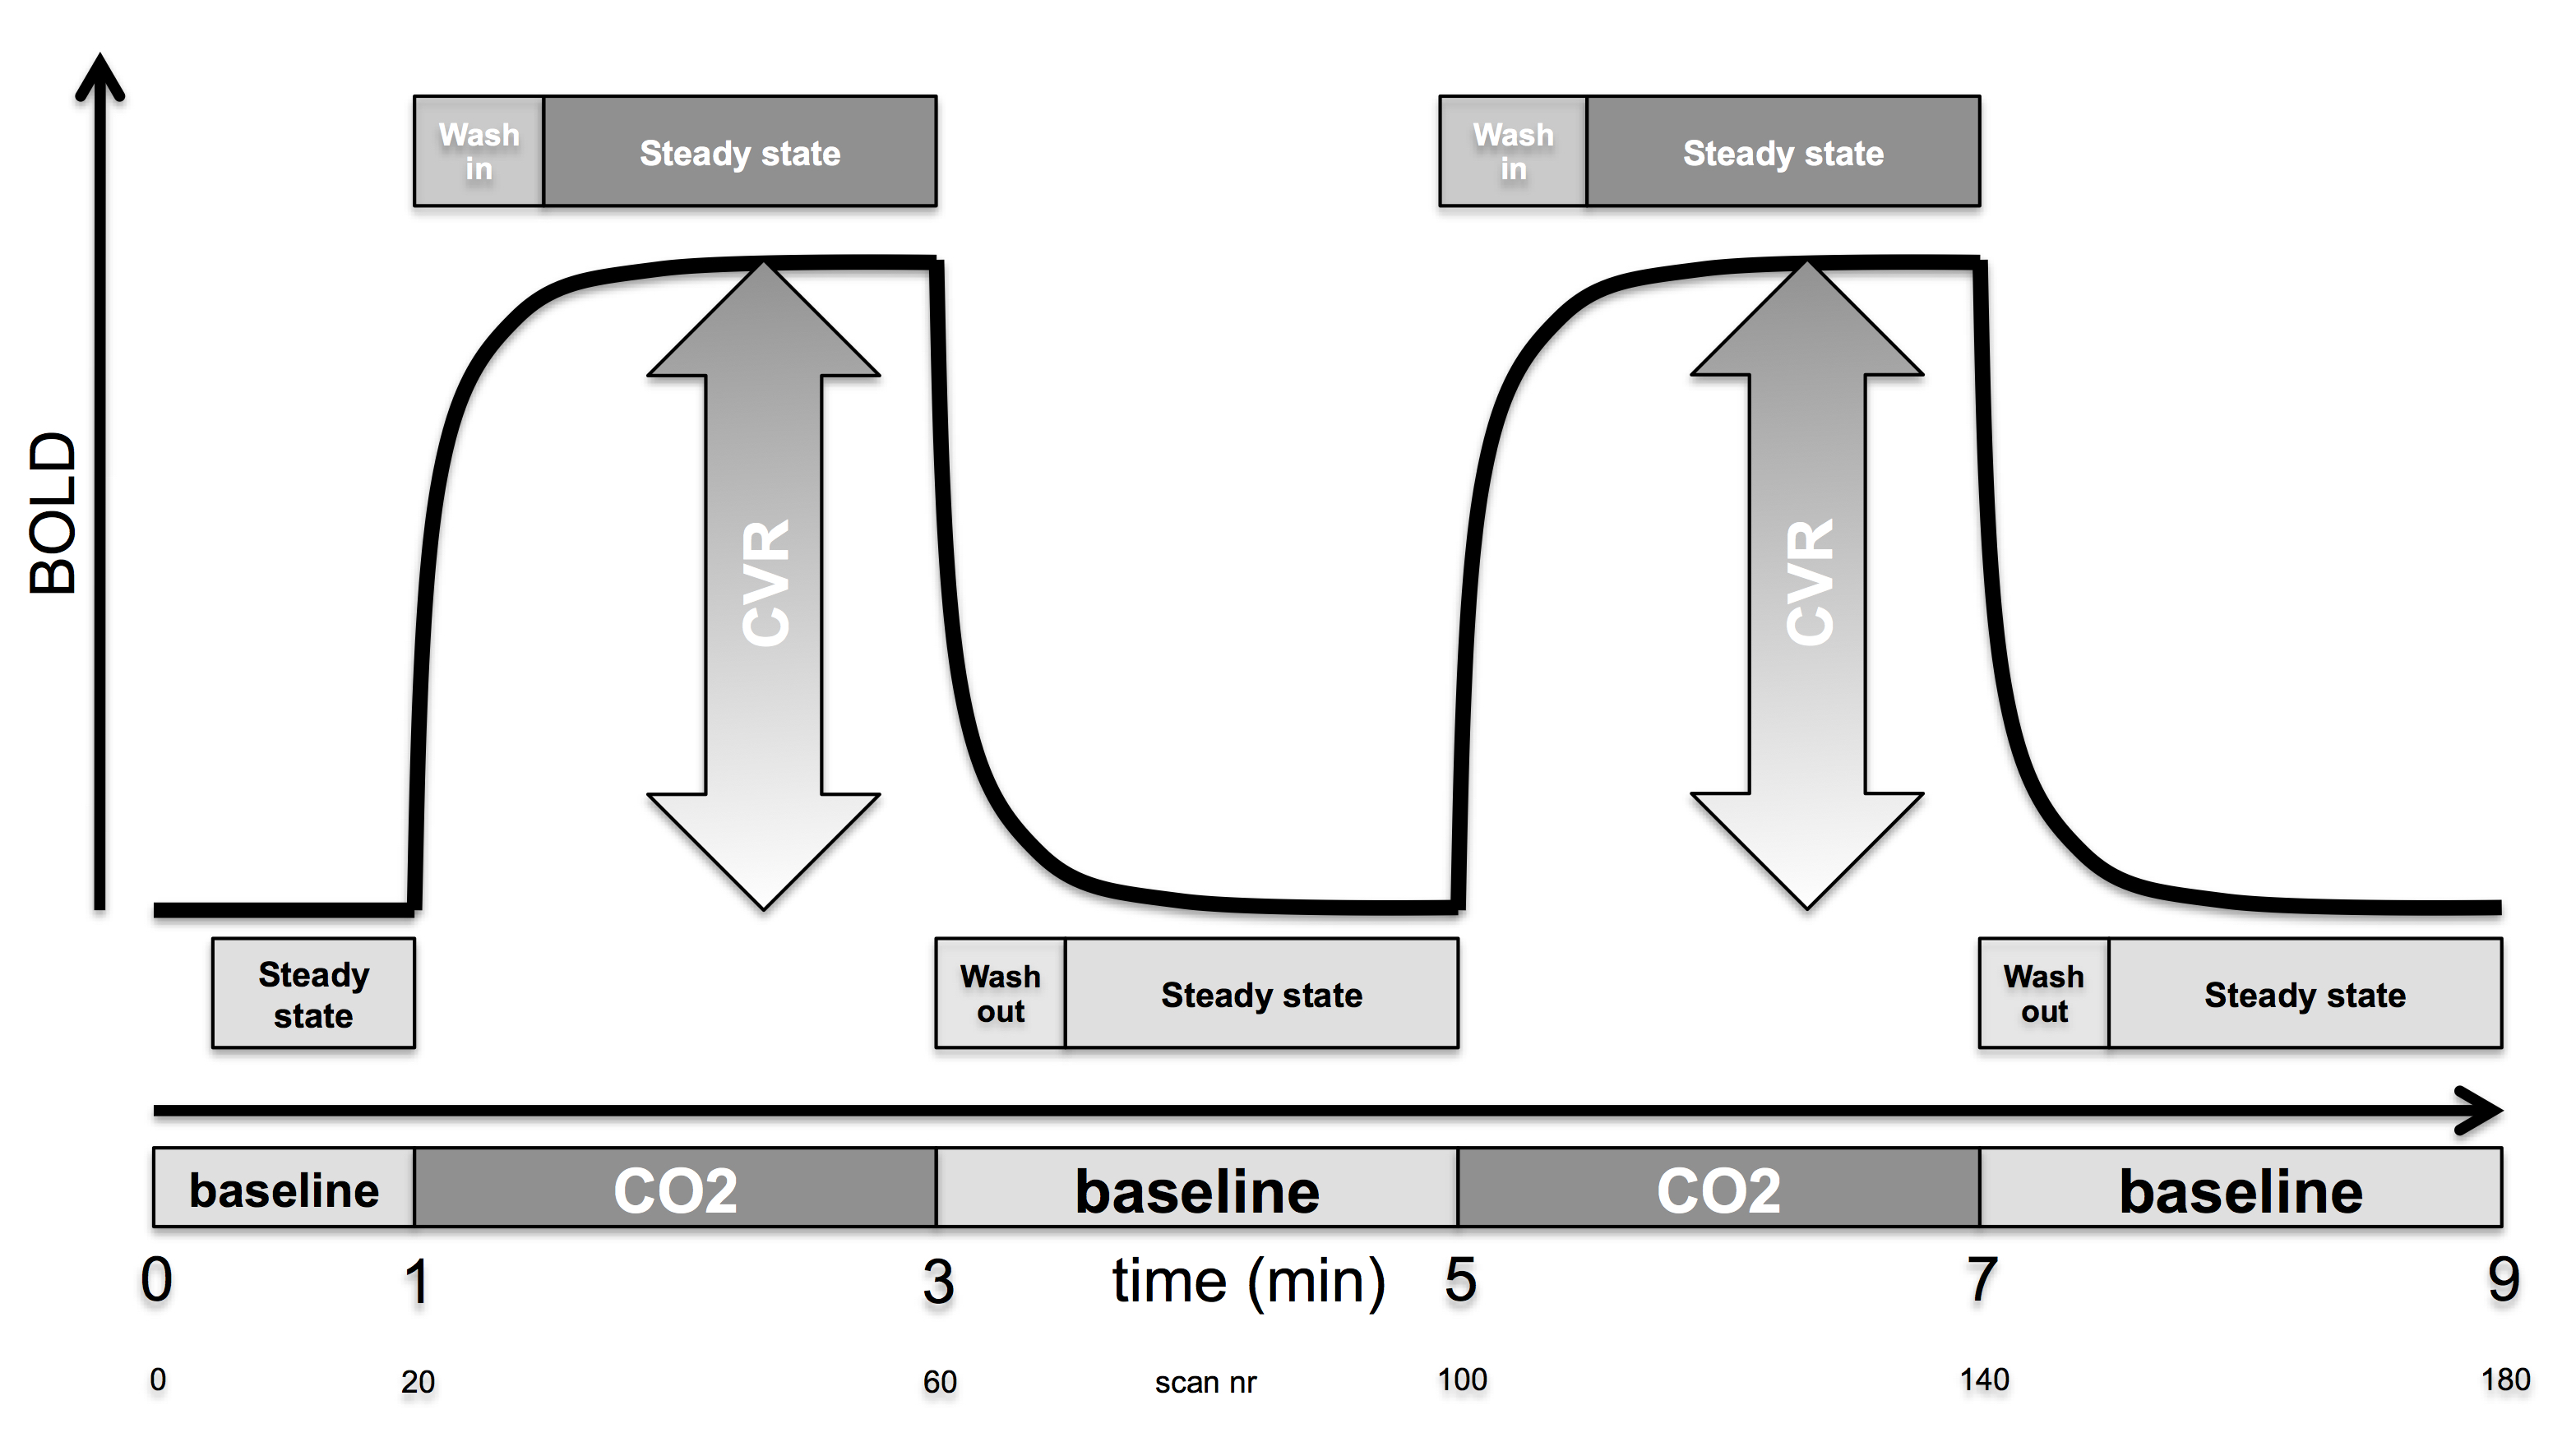 Wash
in
Steady state
Wash
in
Steady state
BOLD
CVR
CVR
Steady
state
Wash
out
Steady state
Wash
out
Steady state
baseline
CO2
baseline
CO2
baseline
0
1
3
time (min)
5
7
9
0
20
60
scan nr
100
140
180